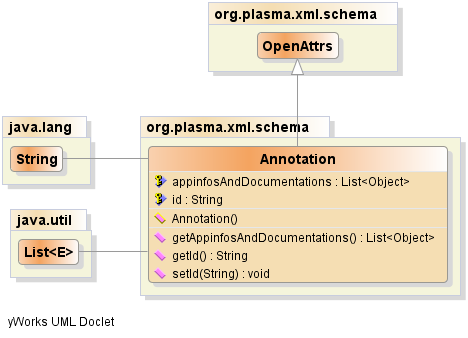 org.plasma.xml.schema
OpenAttrs
java.lang
String
org.plasma.xml.schema
Annotation
appinfosAndDocumentations : List<Object>
id : String
Annotation()
getAppinfosAndDocumentations() : List<Object>
getId() : String
setId(String) : void
java.util
List<E>
yWorks UML Doclet